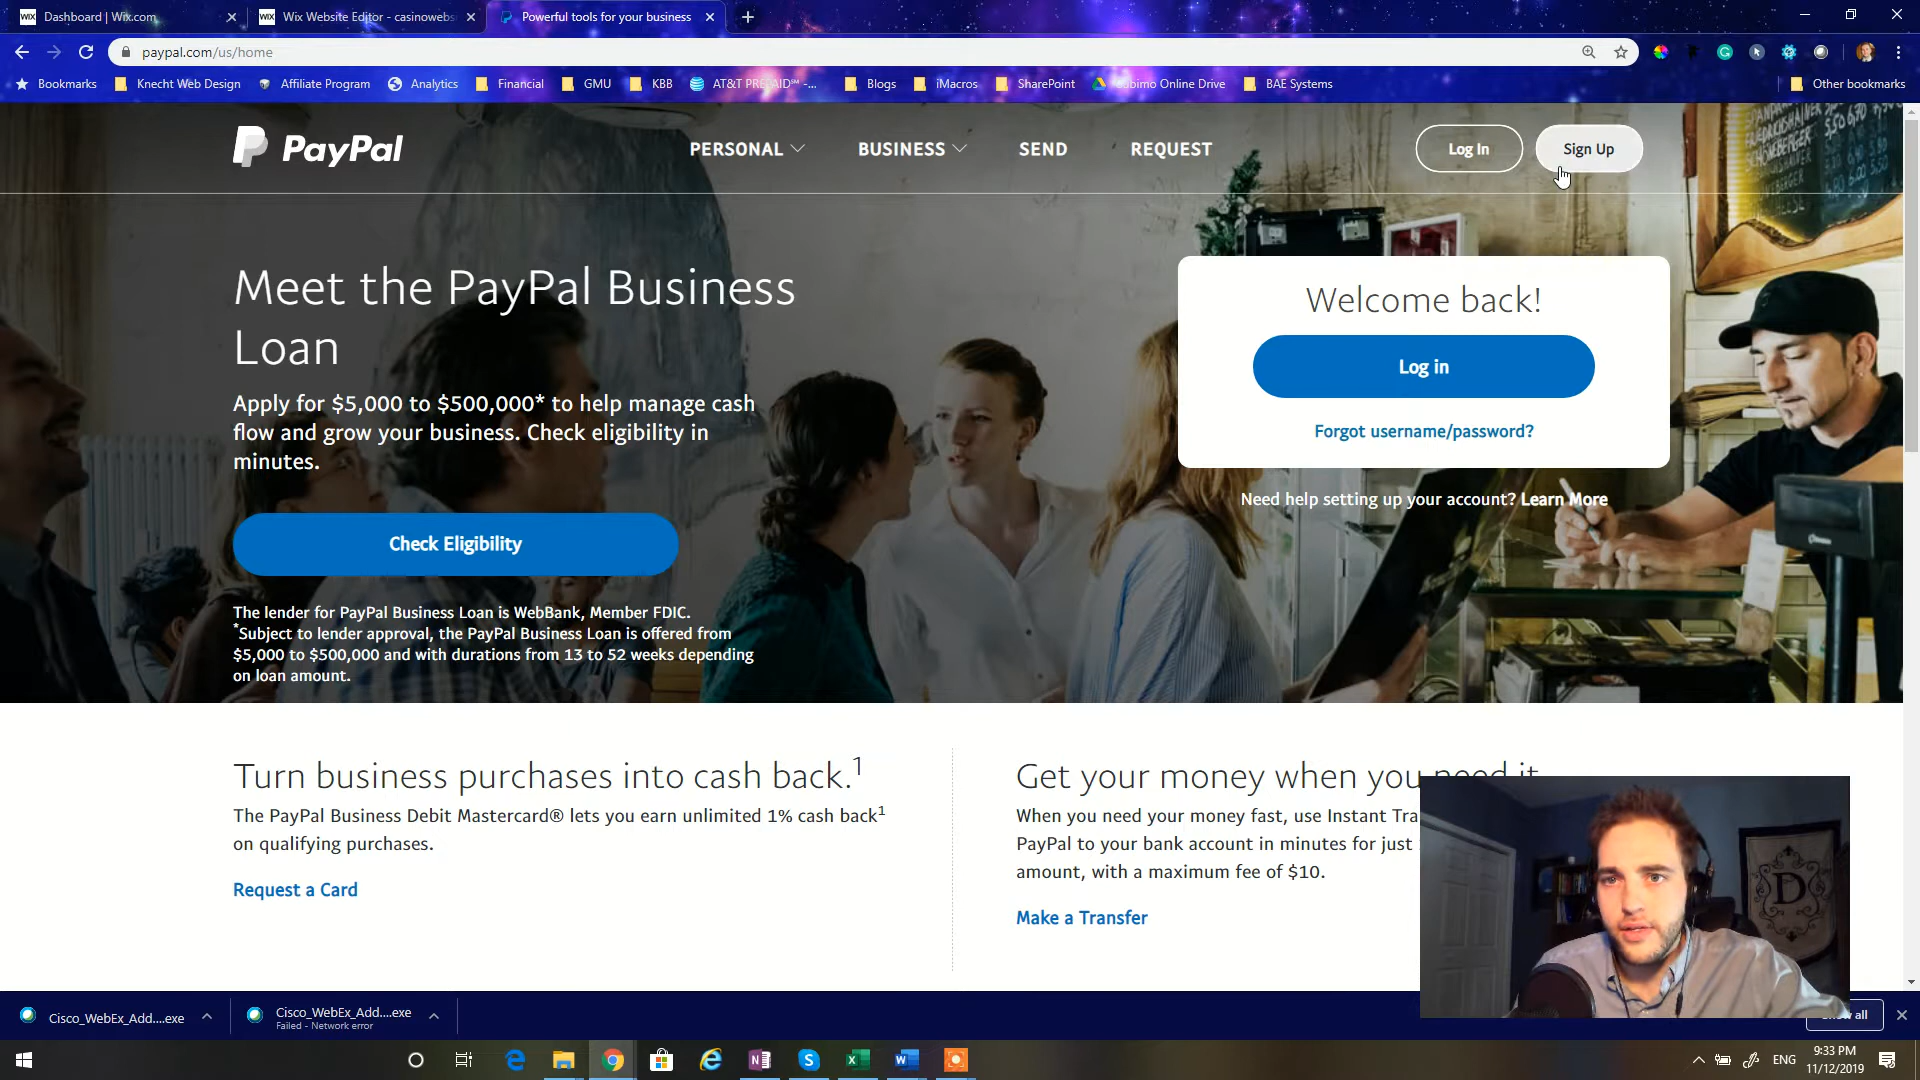 WIX Dashboard | Wix.com
WIX Wix Website Editor - casinowebs
Powerful tools for your business
paypal.com/us/home
Bookmarks
Knecht Web Design
Affiliate Program
Analytics
Financial
GMU
KBB
AT&T PREPAID℠ -...
Blogs
iMacros
SharePoint
Sabimo Online Drive
BAE Systems
Other bookmarks
PayPal
PERSONAL
BUSINESS
SEND
REQUEST
Log In
Sign Up
Meet the PayPal Business
Loan
Apply for $5,000 to $500,000* to help manage cash
flow and grow your business. Check eligibility in
minutes.
Check Eligibility
The lender for PayPal Business Loan is WebBank, Member FDIC.
*Subject to lender approval, the PayPal Business Loan is offered from
$5,000 to $500,000 and with durations from 13 to 52 weeks depending
on loan amount.
Welcome back!
Log in
Forgot username/password?
Need help setting up your account? Learn More
Turn business purchases into cash back.1
The PayPal Business Debit Mastercard® lets you earn unlimited 1% cash back1
on qualifying purchases.
Request a Card
Get your money when you need it
When you need your money fast, use Instant Tra
PayPal to your bank account in minutes for just
amount, with a maximum fee of $10.
Make a Transfer
D
Cisco_WebEx_Add....exe
Cisco_WebEx_Add....exe
Failed - Network error
all
ENG
9:33 PM
11/12/2019